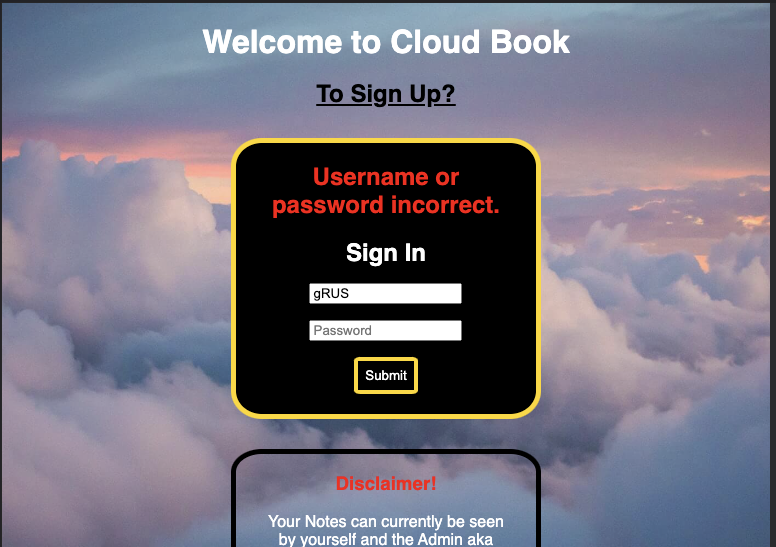 Welcome to Cloud Book
To Sign Up?
Username or
password incorrect.
Sign In
gRUS
Password
Submit
Disclaimer!
Your Notes can currently be seen
by yourself and the Admin aka